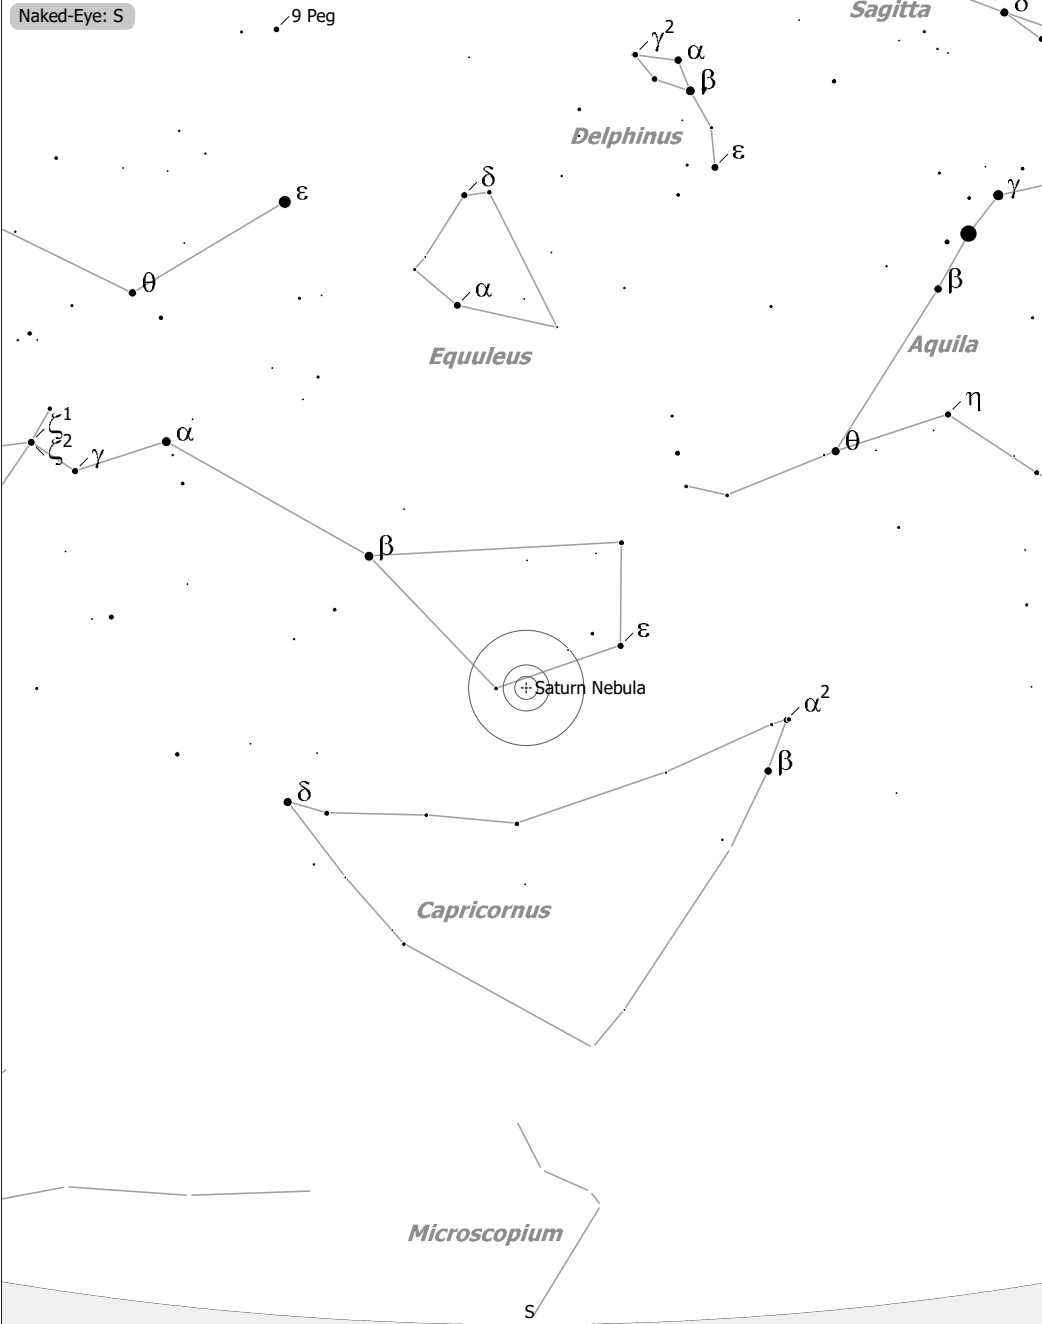 Naked-Eye: S
9 Peg
Sagitta
δ
γ2
α
β
Delphinus
ε
δ
ε
γ
θ
α
β
Equuleus
Aquila
ζ1
ζ2
γ
α
η
θ
β
ε
Saturn Nebula
α2
β
δ
Capricornus
Microscopium
S